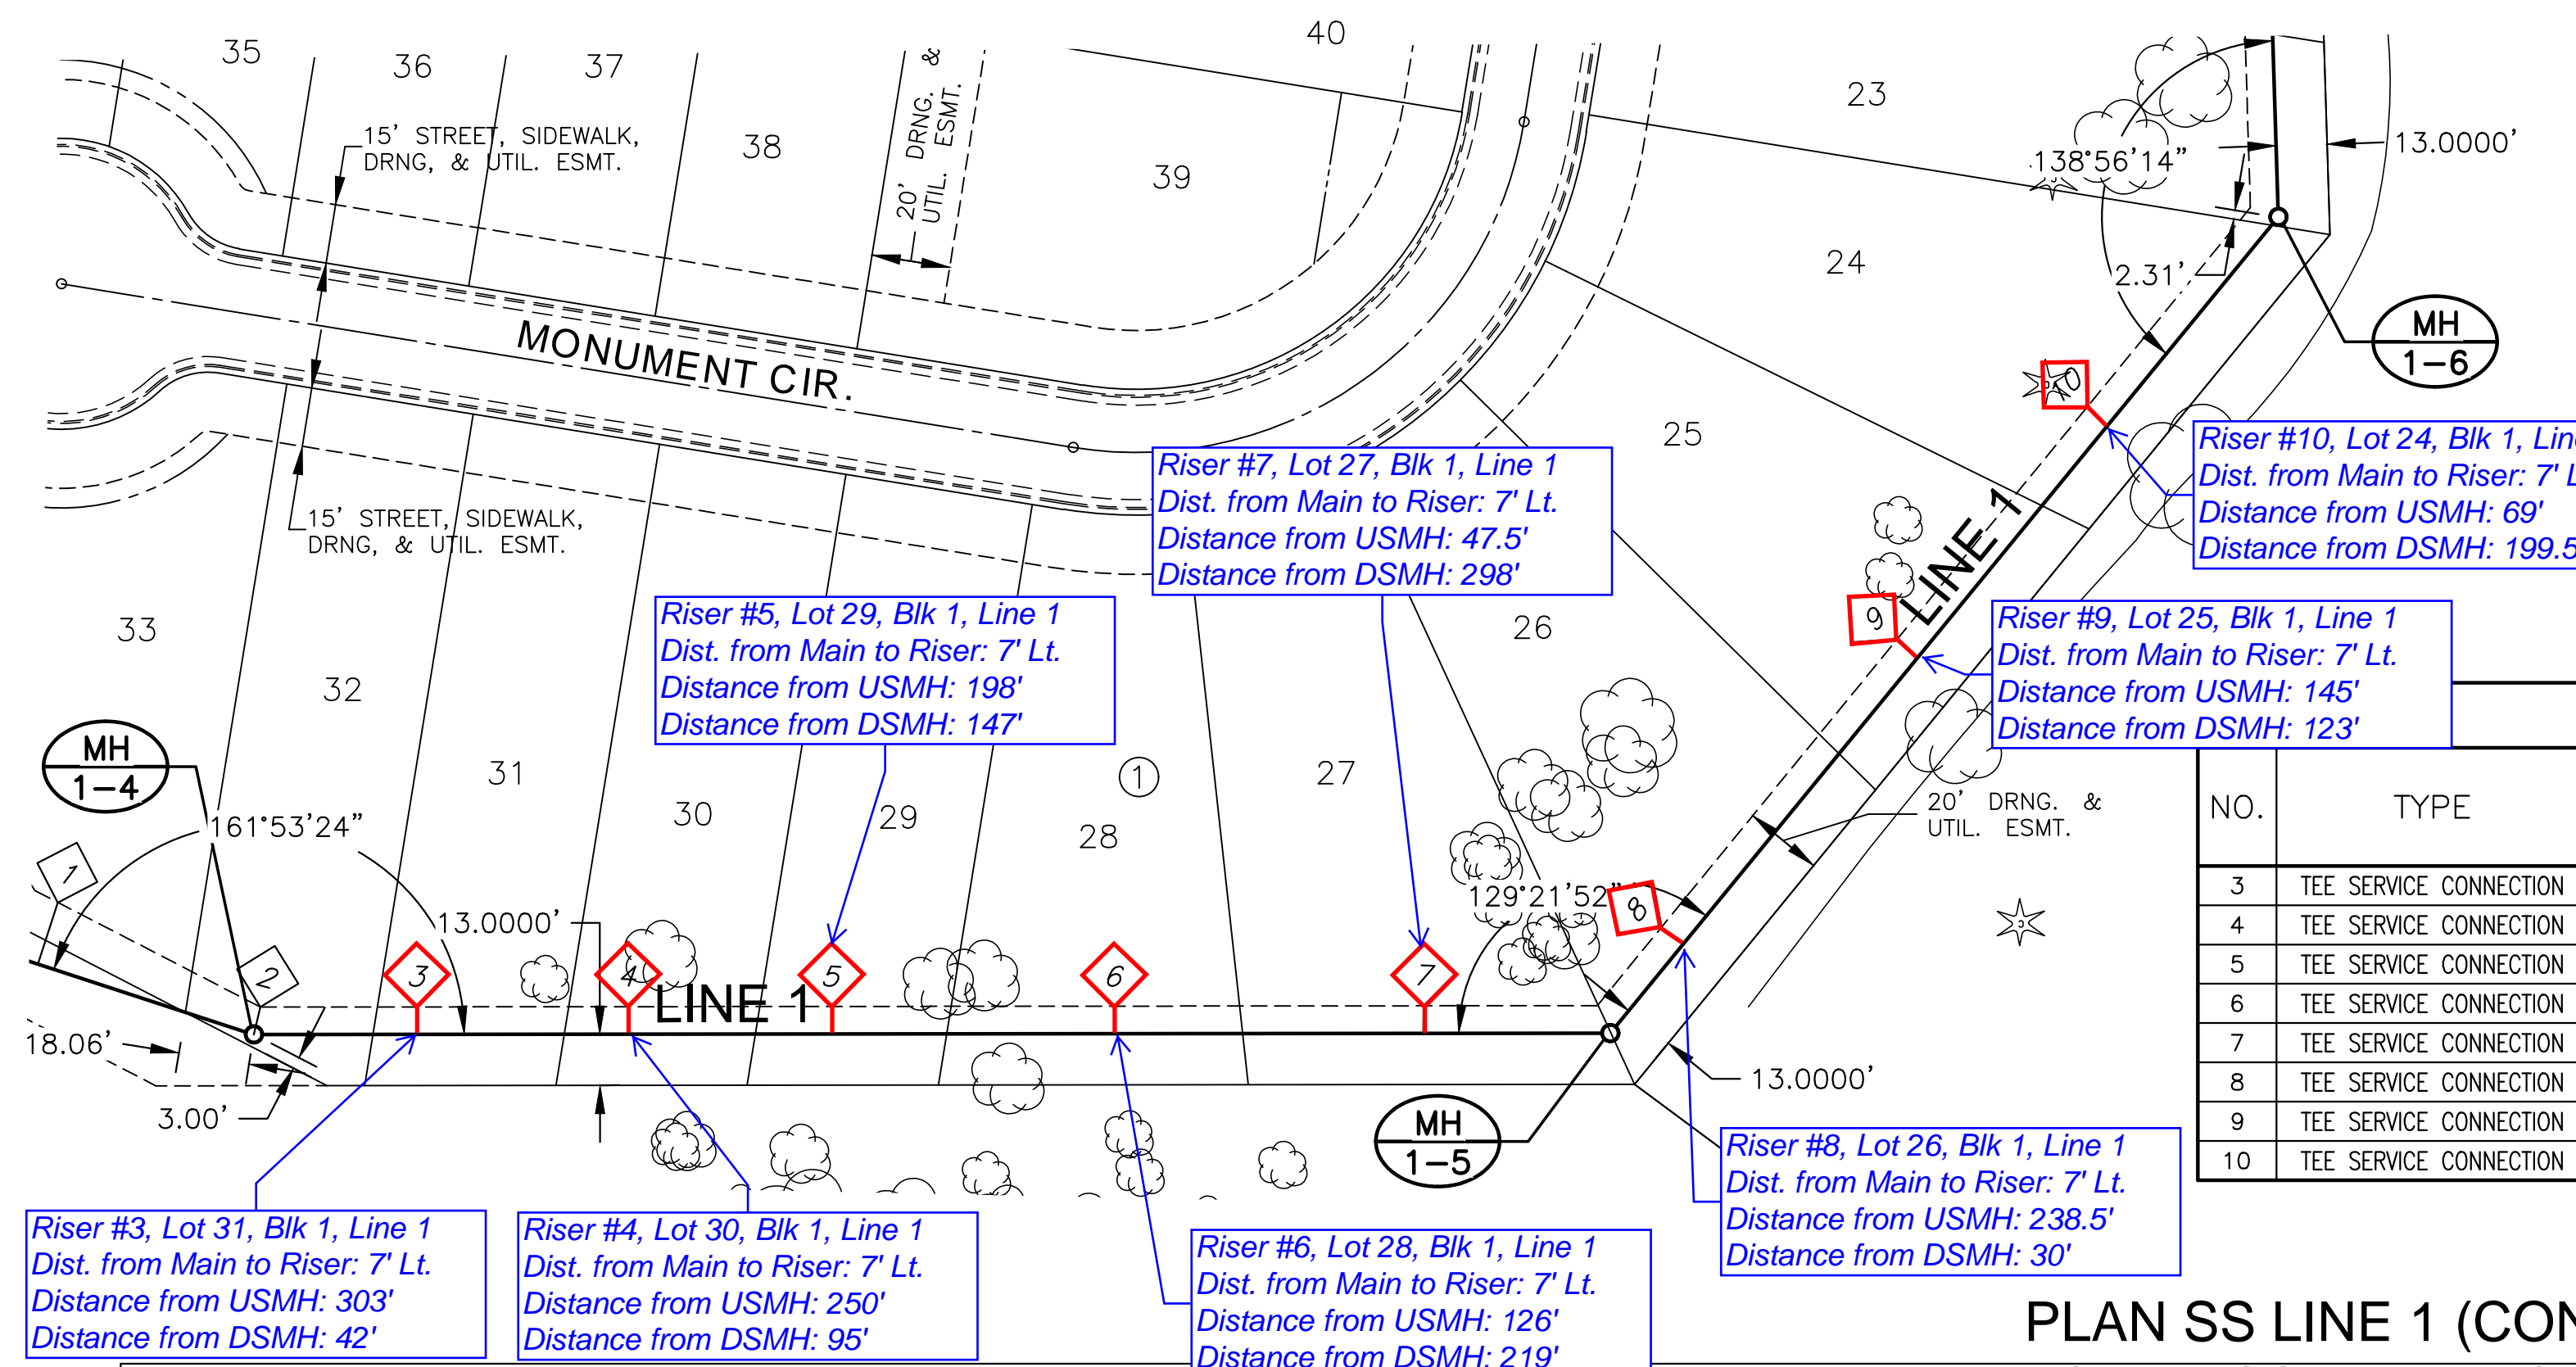 40
35
36
37
20' DRNG. &
UTIL. ESMT.
23
15' STREET, SIDEWALK,
DRNG, & UTIL. ESMT.
38
39
138°56'14"
13.0000'
24
2.31'
MONUMENT CIR.
MH
1-6
10
25
Riser #10, Lot 24, Blk 1, Line
Dist. from Main to Riser: 7' L
Distance from USMH: 69'
Distance from DSMH: 199.5
Riser #7, Lot 27, Blk 1, Line 1
Dist. from Main to Riser: 7' Lt.
Distance from USMH: 47.5'
Distance from DSMH: 298'
15' STREET, SIDEWALK,
DRNG, & UTIL. ESMT.
LINE 1
9
33
Riser #5, Lot 29, Blk 1, Line 1
Dist. from Main to Riser: 7' Lt.
Distance from USMH: 198'
Distance from DSMH: 147'
26
Riser #9, Lot 25, Blk 1, Line 1
Dist. from Main to Riser: 7' Lt.
Distance from USMH: 145'
Distance from DSMH: 123'
32
MH
1-4
31
1
27
30
29
28
20' DRNG. &
UTIL. ESMT.
161°53'24"
1
129°21'52"
8
13.0000'
2
3
4
5
6
7
LINE 1
18.06'
3.00'
13.0000'
MH
1-5
NO. TYPE
3 TEE SERVICE CONNECTION
4 TEE SERVICE CONNECTION
5 TEE SERVICE CONNECTION
6 TEE SERVICE CONNECTION
7 TEE SERVICE CONNECTION
8 TEE SERVICE CONNECTION
9 TEE SERVICE CONNECTION
10 TEE SERVICE CONNECTION
Riser #8, Lot 26, Blk 1, Line 1
Dist. from Main to Riser: 7' Lt.
Distance from USMH: 238.5'
Distance from DSMH: 30'
Riser #3, Lot 31, Blk 1, Line 1
Dist. from Main to Riser: 7' Lt.
Distance from USMH: 303'
Distance from DSMH: 42'
Riser #4, Lot 30, Blk 1, Line 1
Dist. from Main to Riser: 7' Lt.
Distance from USMH: 250'
Distance from DSMH: 95'
Riser #6, Lot 28, Blk 1, Line 1
Dist. from Main to Riser: 7' Lt.
Distance from USMH: 126'
Distance from DSMH: 219'
PLAN SS LINE 1 (CON